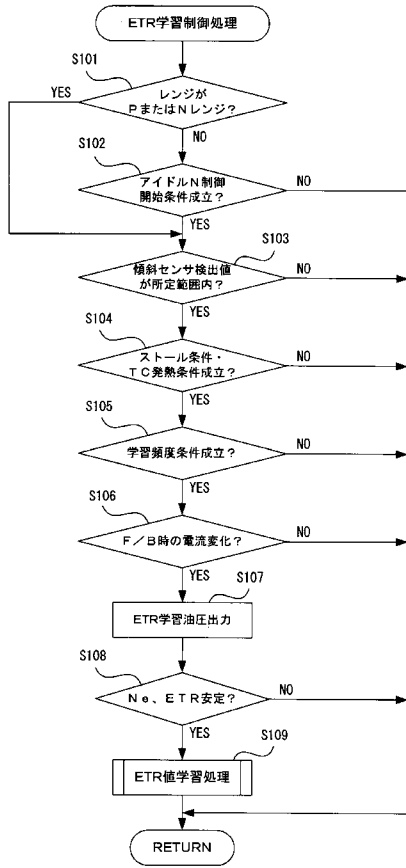 ETR学習制御処理
S101
レンジが
PまたはNレンジ?
YES
NO
S102
アイドルN制御
開始条件成立?
NO
YES
S103
傾斜センサ検出値
が所定範囲内?
NO
YES
S104
ストール条件・
TC発熱条件成立?
NO
YES
S105
学習頻度条件成立?
NO
YES
S106
F/B時の電流変化?
NO
YES
S107
ETR学習油圧出力
S108
Ne、ETR安定?
NO
YES
S109
ETR値学習処理
RETURN